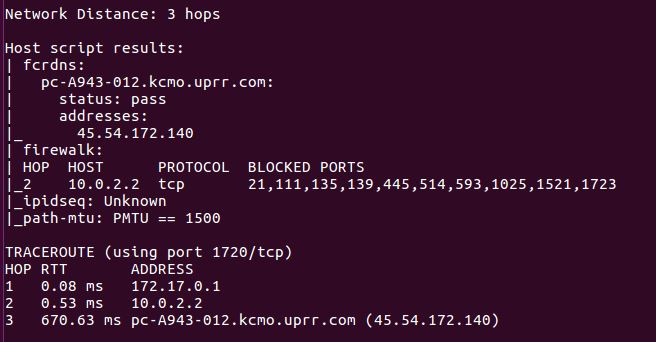 Network Distance: 3 hops
Host script results:
| fcrdns:
|   pc-A943-012.kcmo.uprr.com:
|     status: pass
|     addresses:
|_      45.54.172.140
| firewalk:
| HOP  HOST      PROTOCOL  BLOCKED PORTS
|_2    10.0.2.2  tcp       21,111,135,139,445,514,593,1025,1521,1723
|_ipidseq: Unknown
|_path-mtu: PMTU == 1500
TRACEROUTE (using port 1720/tcp)
HOP RTT       ADDRESS
1   0.08 ms   172.17.0.1
2   0.53 ms   10.0.2.2
3   670.63 ms pc-A943-012.kcmo.uprr.com (45.54.172.140)